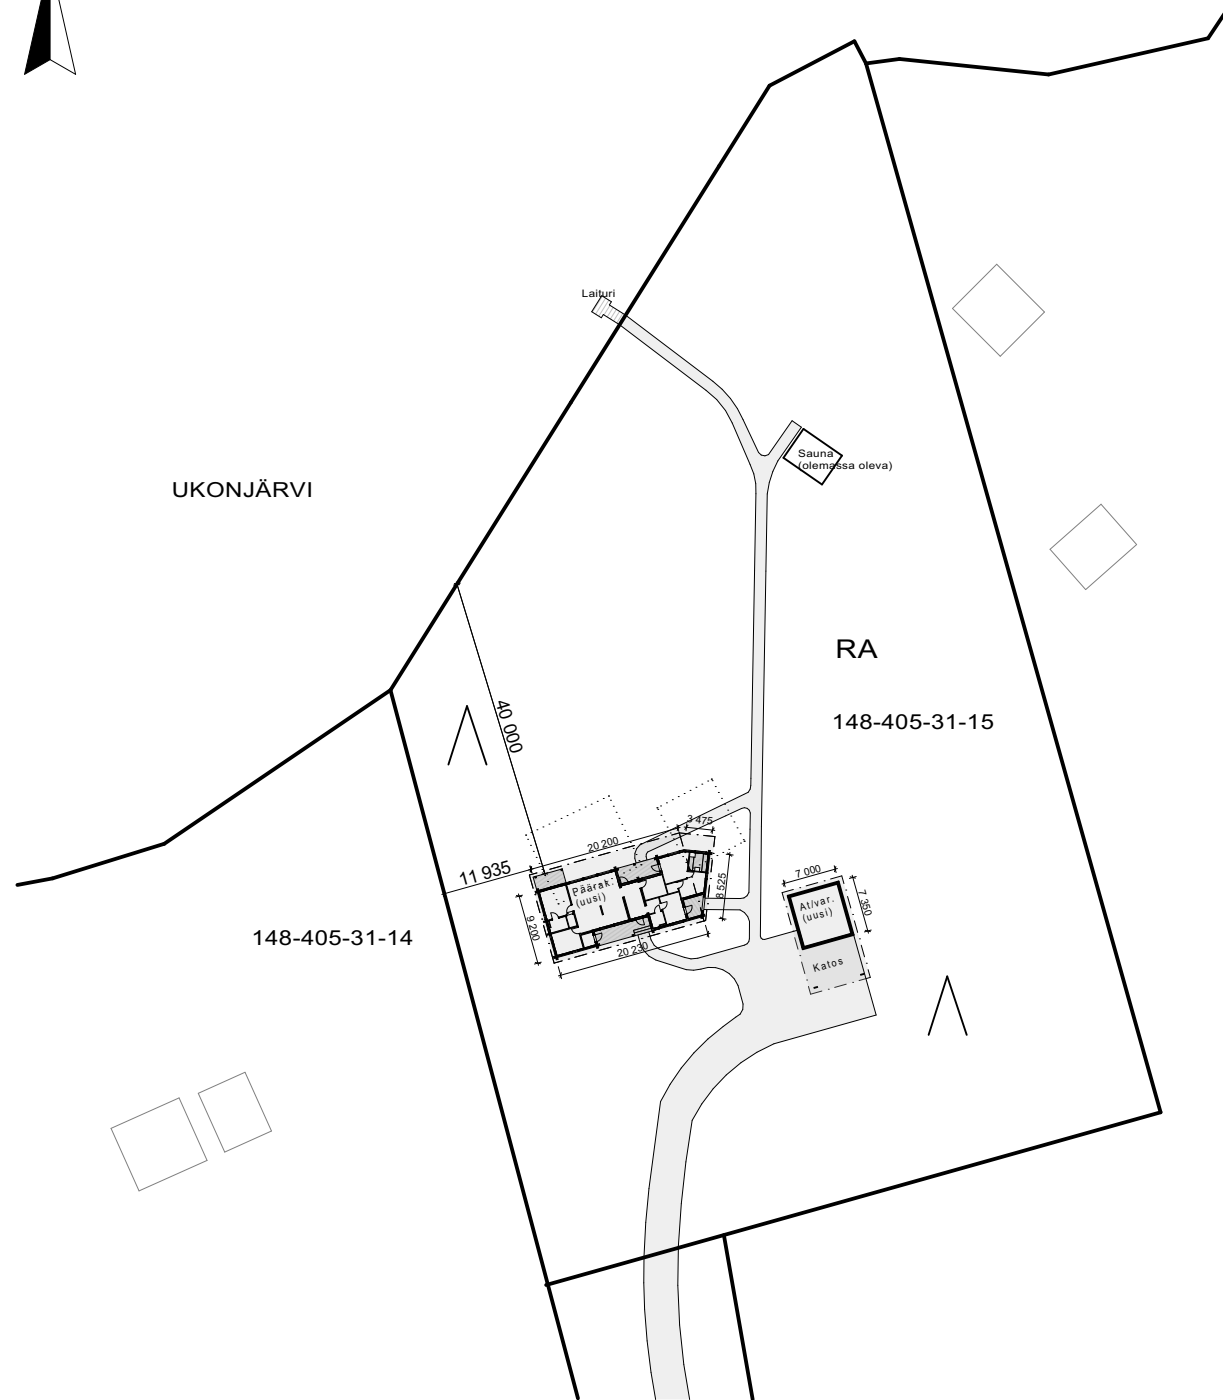 Laituri
Sauna
(olemassa oleva)
UKONJÄRVI
RA
148-405-31-15
40 000
3 475
20 200
11 935
Päärak.
(uusi)
8 525
9 200
20 230
7 000
7 350
At/var.
(uusi)
Katos
148-405-31-14